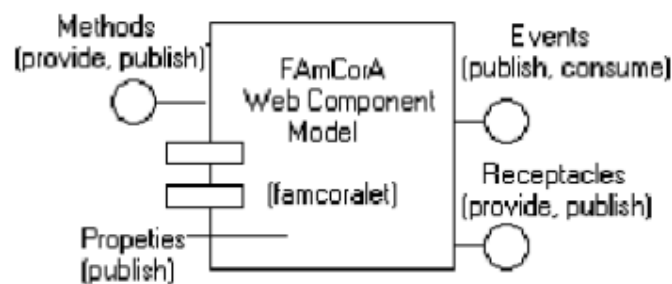 Methods
(provide, publish)
FAmCorA
Web Component
Model
(famcoralet)
Propeties
(publish)
Events
(publish, consume)
Receptacles
(provide, publish)